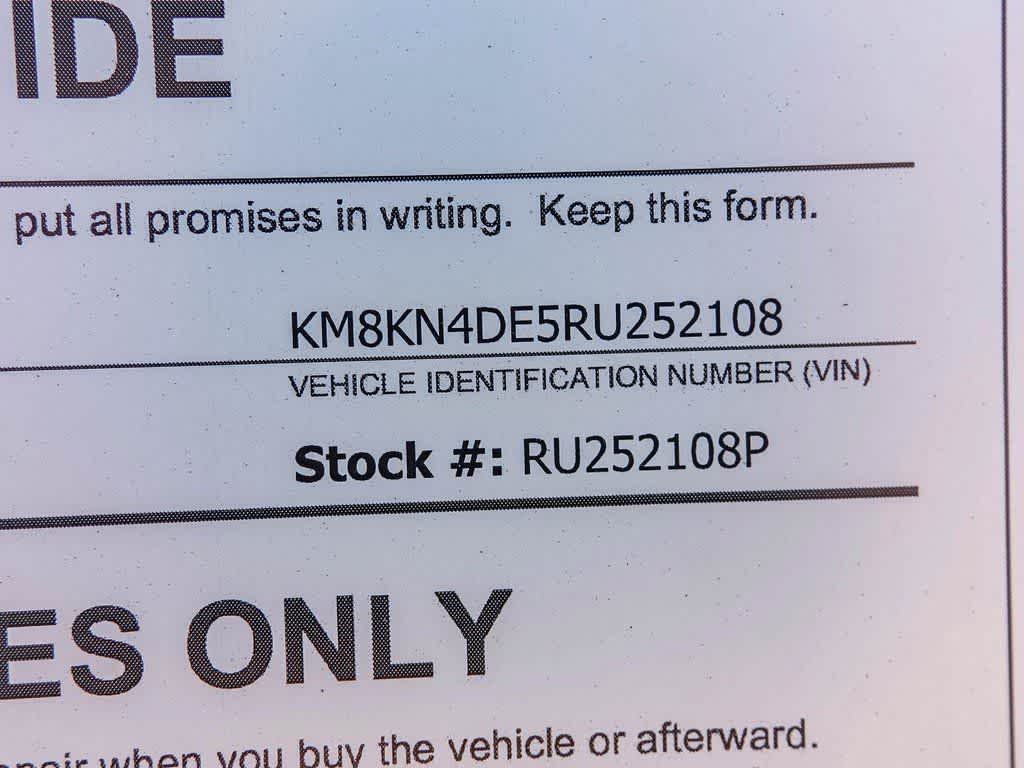 IDE
put all promises in writing. Keep this form.
KM8KN4DE5RU252108
VEHICLE IDENTIFICATION NUMBER (VIN)
Stock #: RU252108P
ES ONLY
when you buy the vehicle or afterward.